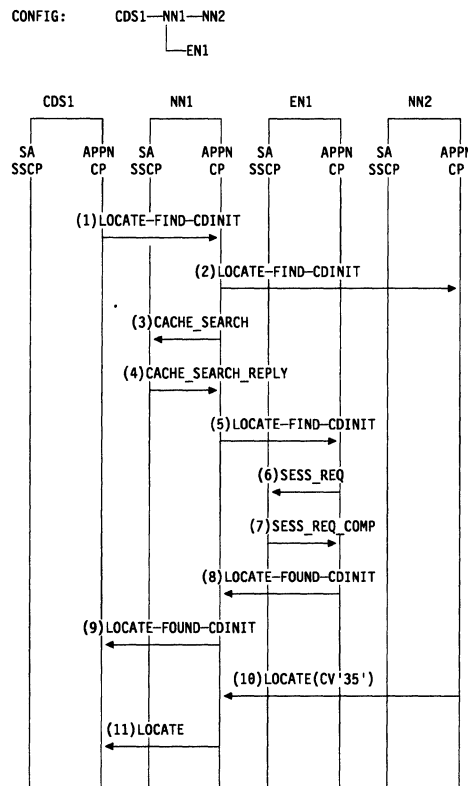 CONFIG: CDS1—NN1—NN2
EN1
CDS1 NN1 EN1 NN2
SA APPN SA APPN SA APPN SA APPN
SSCP CP SSCP CP SSCP CP SSCP CP
(1)LOCATE-FIND-CDINIT
(2)LOCATE-FIND-CDINIT
(3)CACHE_SEARCH
(4)CACHE_SEARCH_REPLY
(5)LOCATE-FIND-CDINIT
(6)SESS_REQ
(7)SESS_REQ_COMP
(8)LOCATE-FOUND-CDINIT
(9)LOCATE-FOUND-CDINIT
(10)LOCATE(CV'35')
(11)LOCATE